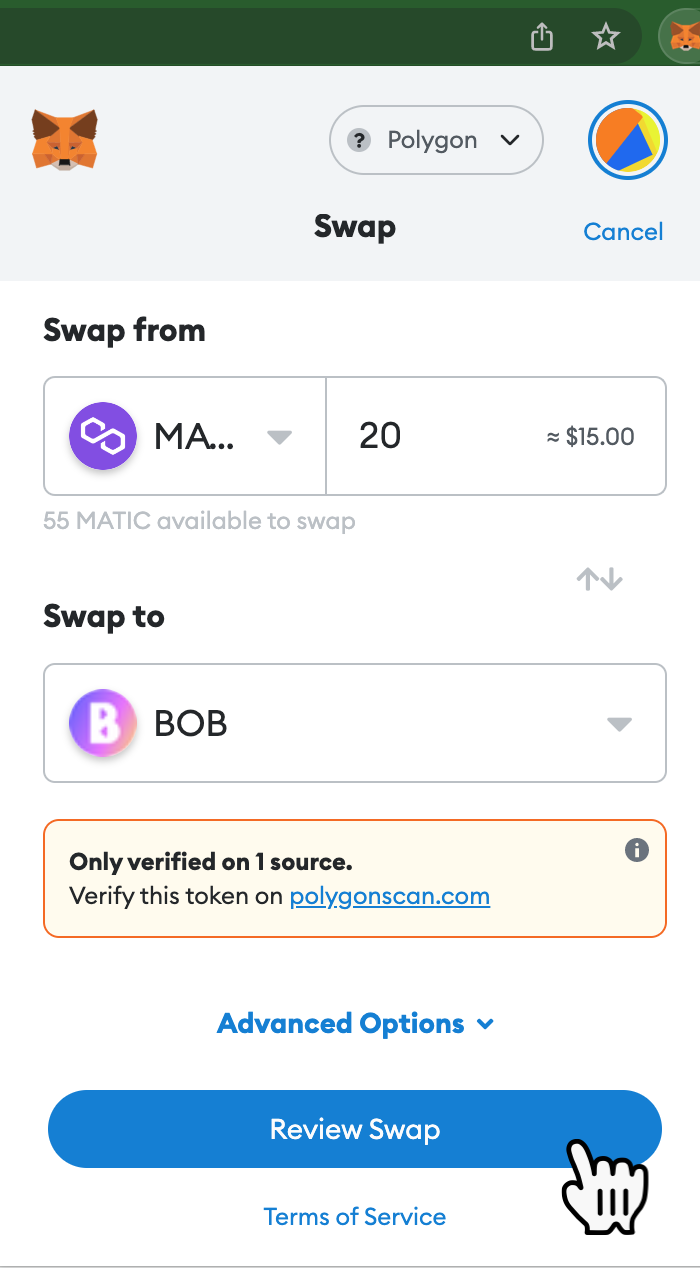 ? Polygon
Swap
Cancel
Swap from
MA...
20
≈ $15.00
55 MATIC available to swap
Swap to
B BOB
Only verified on 1 source.
Verify this token on polygonscan.com
Advanced Options
Review Swap
Terms of Service